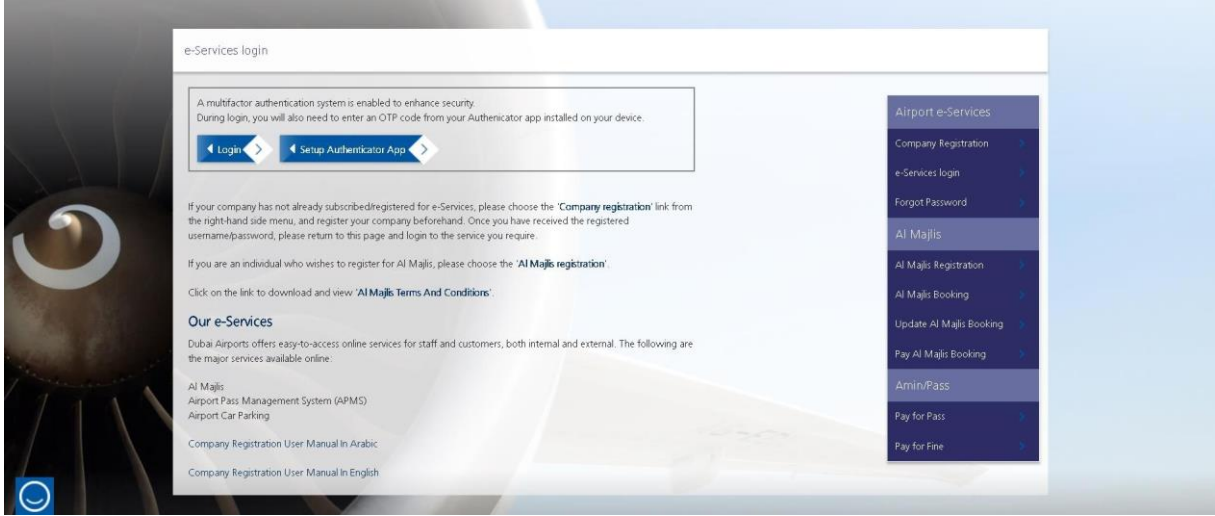 e-Services login
A multifactor authentication system is enabled to enhance security.
During login, you will also need to enter an OTP code from your Authenicator app installed on your device.
Login
Setup Authenticator App
If your company has not already subscribed/registered for e-Services, please choose the 'Company registration' link from
the right-hand side menu, and register your company beforehand. Once you have received the registered
username/password, please return to this page and login to the service you require.
If you are an individual who wishes to register for Al Majlis, please choose the 'Al Majlis registration'.
Click on the link to download and view 'Al Majlis Terms And Conditions'.
Our e-Services
Dubai Airports offers easy-to-access online services for staff and customers, both internal and external. The following are
the major services available online:
Al Majlis
Airport Pass Management System (APMS)
Airport Car Parking
Company Registration User Manual In Arabic
Company Registration User Manual In English
Airport e-Services
Company Registration
e-Services login
Forgot Password
Al Majlis
Al Majlis Registration
Al Majlis Booking
Update Al Majlis Booking
Pay Al Majlis Booking
Amin/Pass
Pay for Pass
Pay for Fine